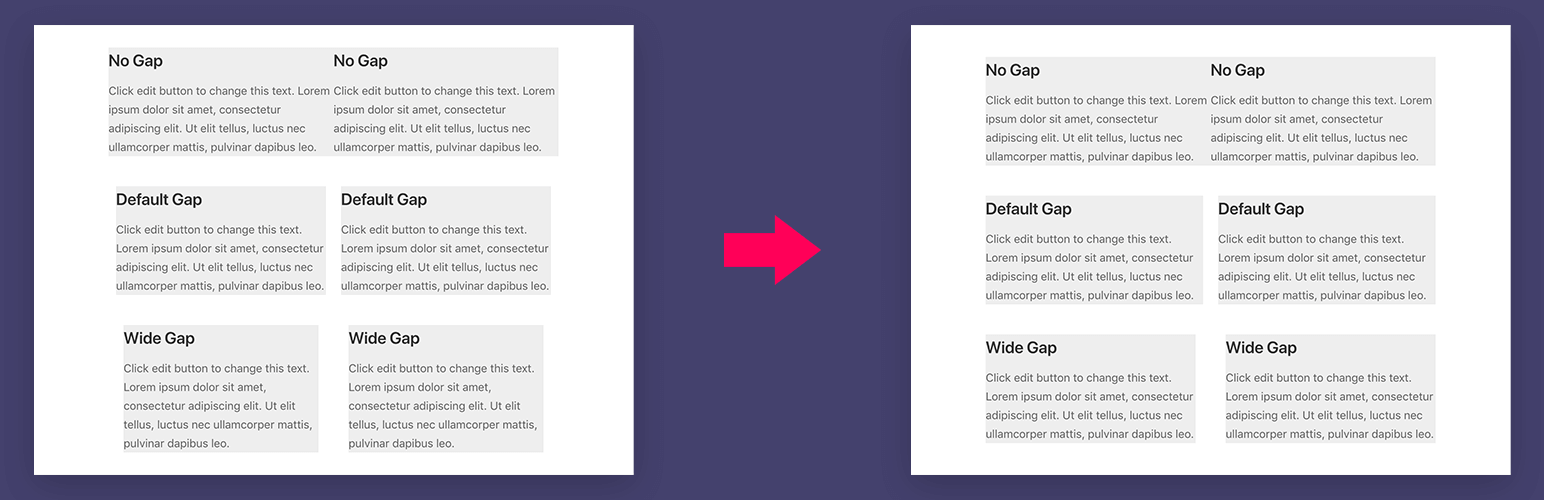 No Gap
Click edit button to change this text. Lorem
ipsum dolor sit amet, consectetur
adipiscing elit. Ut elit tellus, luctus nec
ullamcorper mattis, pulvinar dapibus leo.
No Gap
Click edit button to change this text. Lorem
ipsum dolor sit amet, consectetur
adipiscing elit. Ut elit tellus, luctus nec
ullamcorper mattis, pulvinar dapibus leo.
Default Gap
Click edit button to change this text.
Lorem ipsum dolor sit amet, consectetur
adipiscing elit. Ut elit tellus, luctus nec
ullamcorper mattis, pulvinar dapibus leo.
Default Gap
Click edit button to change this text.
Lorem ipsum dolor sit amet, consectetur
adipiscing elit. Ut elit tellus, luctus nec
ullamcorper mattis, pulvinar dapibus leo.
Wide Gap
Click edit button to change this text.
Lorem ipsum dolor sit amet,
consectetur adipiscing elit. Ut elit
tellus, luctus nec ullamcorper mattis,
pulvinar dapibus leo.
Wide Gap
Click edit button to change this text.
Lorem ipsum dolor sit amet,
consectetur adipiscing elit. Ut elit
tellus, luctus nec ullamcorper mattis,
pulvinar dapibus leo.
No Gap
Click edit button to change this text. Lorem
ipsum dolor sit amet, consectetur
adipiscing elit. Ut elit tellus, luctus nec
ullamcorper mattis, pulvinar dapibus leo.
No Gap
Click edit button to change this text. Lorem
ipsum dolor sit amet, consectetur
adipiscing elit. Ut elit tellus, luctus nec
ullamcorper mattis, pulvinar dapibus leo.
Default Gap
Click edit button to change this text.
Lorem ipsum dolor sit amet, consectetur
adipiscing elit. Ut elit tellus, luctus nec
ullamcorper mattis, pulvinar dapibus leo.
Default Gap
Click edit button to change this text.
Lorem ipsum dolor sit amet, consectetur
adipiscing elit. Ut elit tellus, luctus nec
ullamcorper mattis, pulvinar dapibus leo.
Wide Gap
Click edit button to change this text.
Lorem ipsum dolor sit amet, consectetur
adipiscing elit. Ut elit tellus, luctus nec
ullamcorper mattis, pulvinar dapibus leo.
Wide Gap
Click edit button to change this text.
Lorem ipsum dolor sit amet, consectetur
adipiscing elit. Ut elit tellus, luctus nec
ullamcorper mattis, pulvinar dapibus leo.